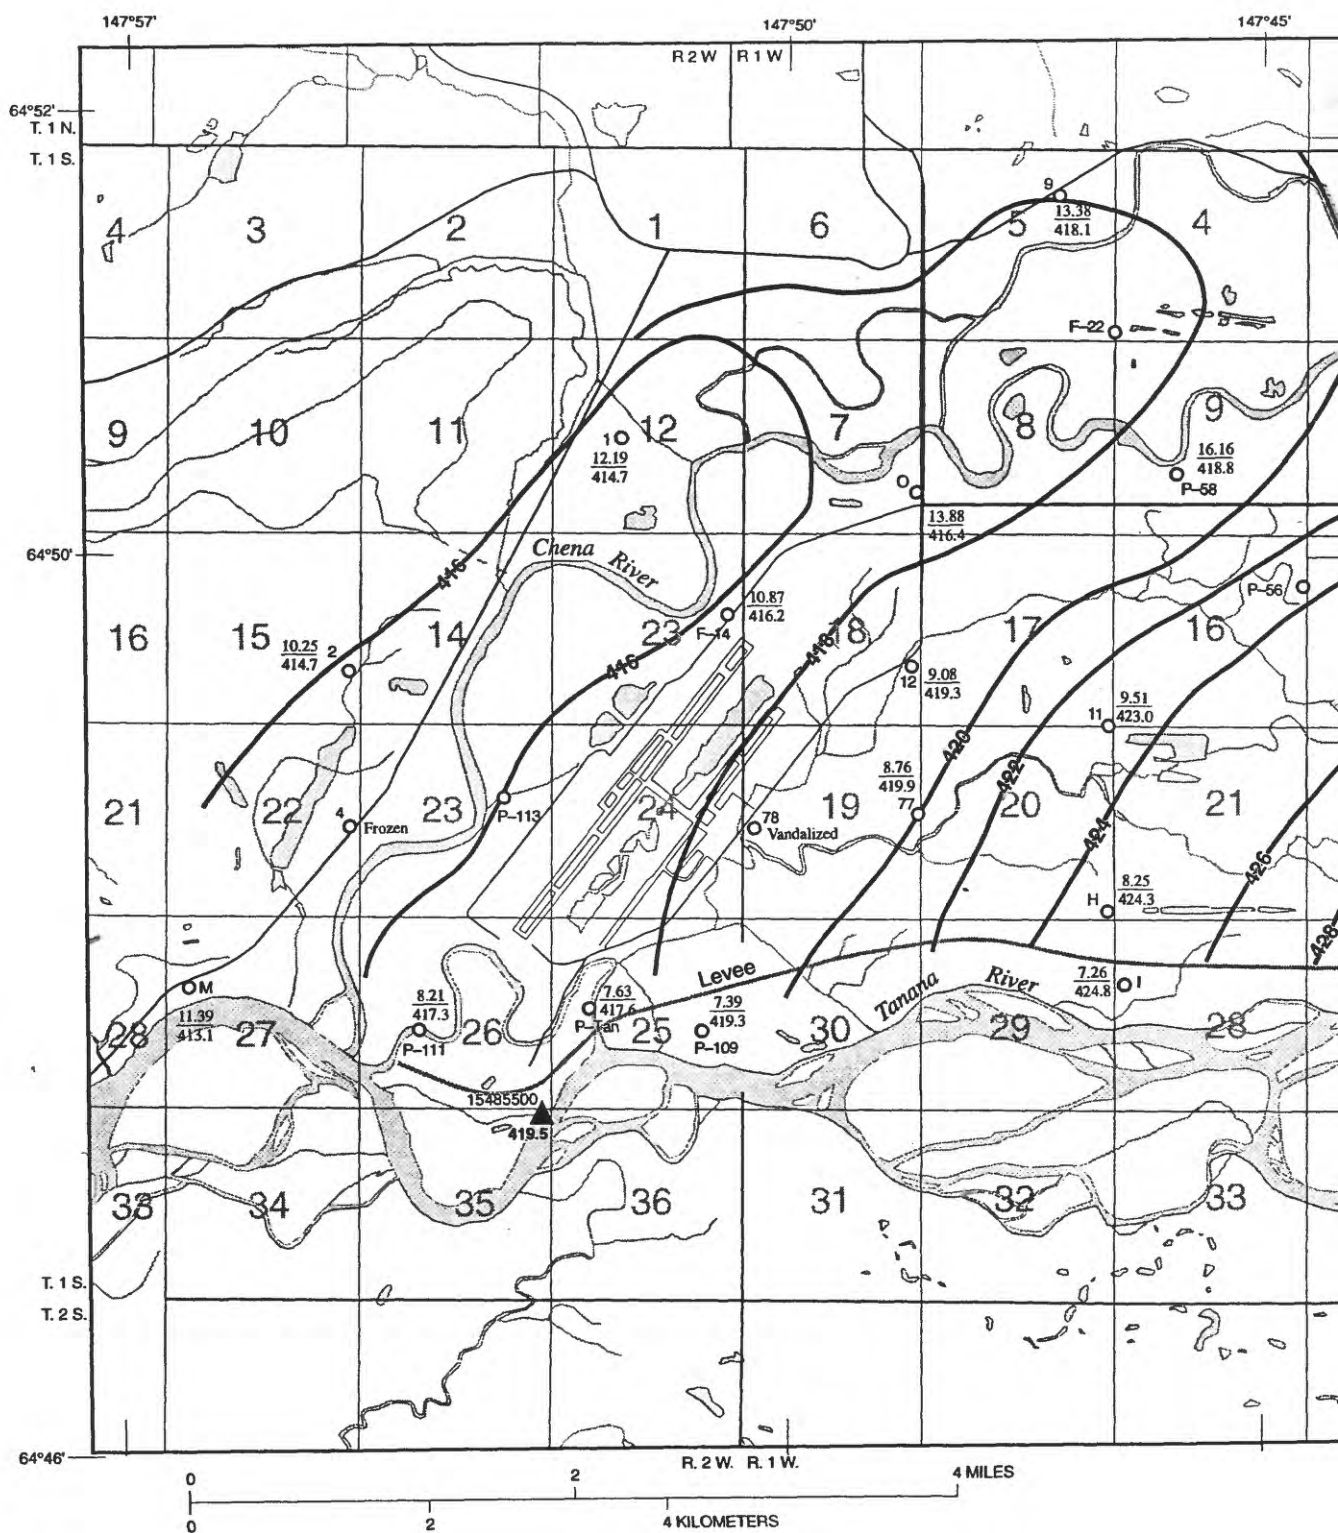 147°57' 147°50' 147°45'
R 2 W R 1 W
64°52'
T. 1 N.
T. 1 S.
9
13.38
418.1
4 3 2 1 6 5 4
F–22
9 10 11 12 7 8 9
1
12.19
414.7
16.16
418.8
P–58
O
13.88
416.4
64°50'
Chena
River
416
10.87
416.2
F–14
P–56
16 15 14 23 18 17 16
10.25
414.7
2
416
418
12
9.08
419.3
9.51
423.0
11
420
422
8.76
419.9
77
21 22 23 24 19 20 21
4
Frozen
P–113
78
Vandalized
424
426
H
8.25
424.3
428
Levee
Tanana River
7.26
424.8
I
M
11.39
413.1
8.21
417.3
P–111
7.63
417.6
P–Tan
7.39
419.3
P–109
28 27 26 25 30 29 28
15485500
419.5
33 34 35 36 31 32 33
T. 1 S.
T. 2 S.
64°46'
R. 2 W. R. 1 W.
0 2 4 MILES
0 2 4 KILOMETERS